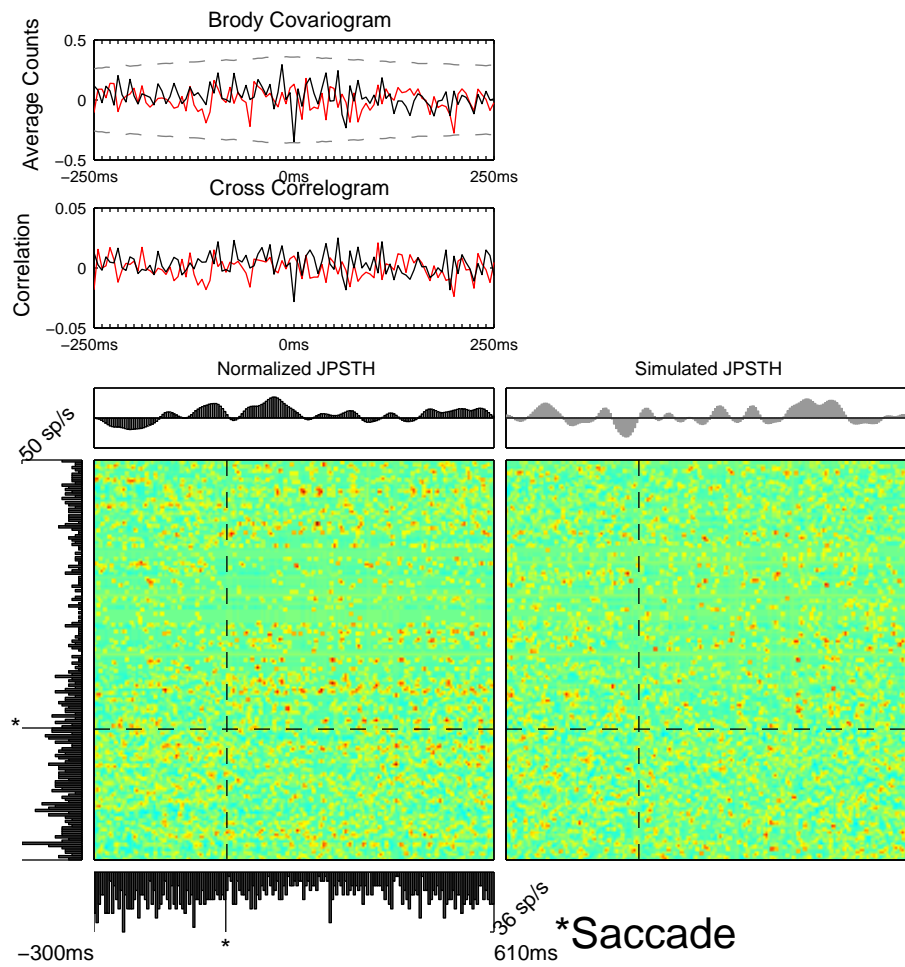 Brody Covariogram
0.5
0
−0.5
Average Counts
−250ms
0ms
250ms
Cross Correlogram
0.05
0
−0.05
Correlation
−250ms
0ms
250ms
Normalized JPSTH
Simulated JPSTH
50 sp/s
*
*
36 sp/s
−300ms
610ms
*Saccade